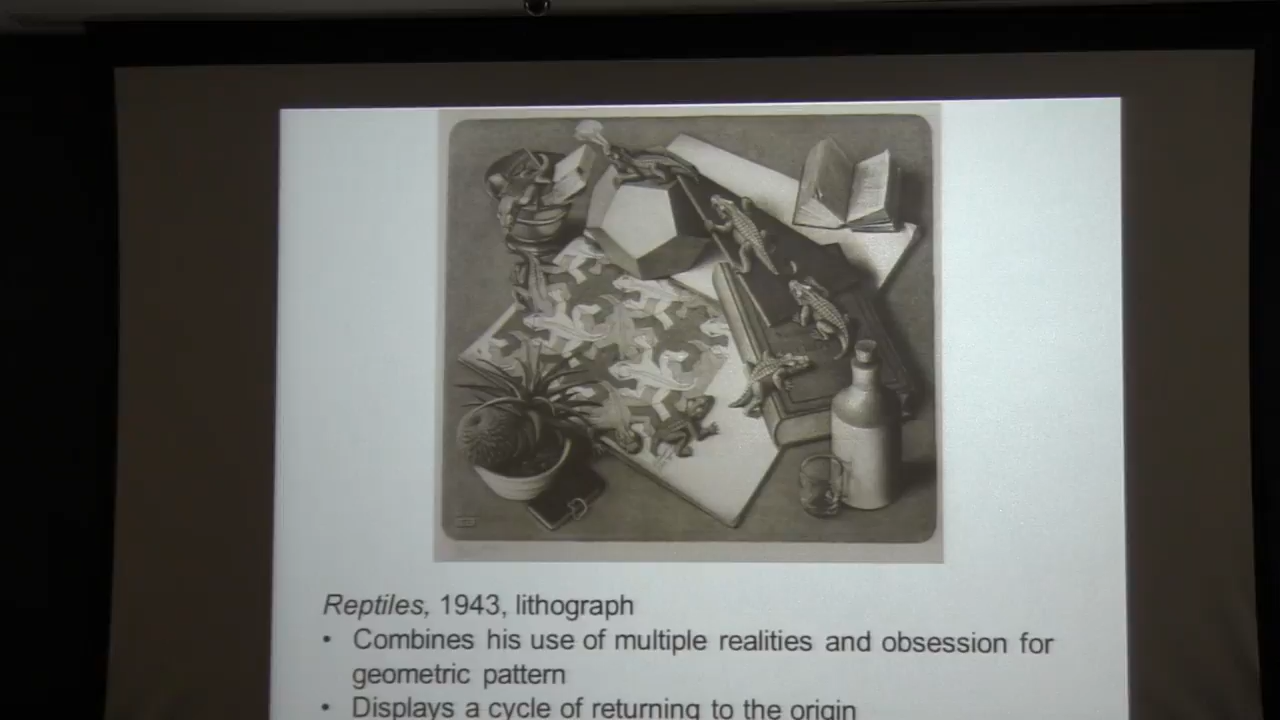 Reptiles, 1943, lithograph
• Combines his use of multiple realities and obsession for
geometric pattern
• Displays a cycle of returning to the origin